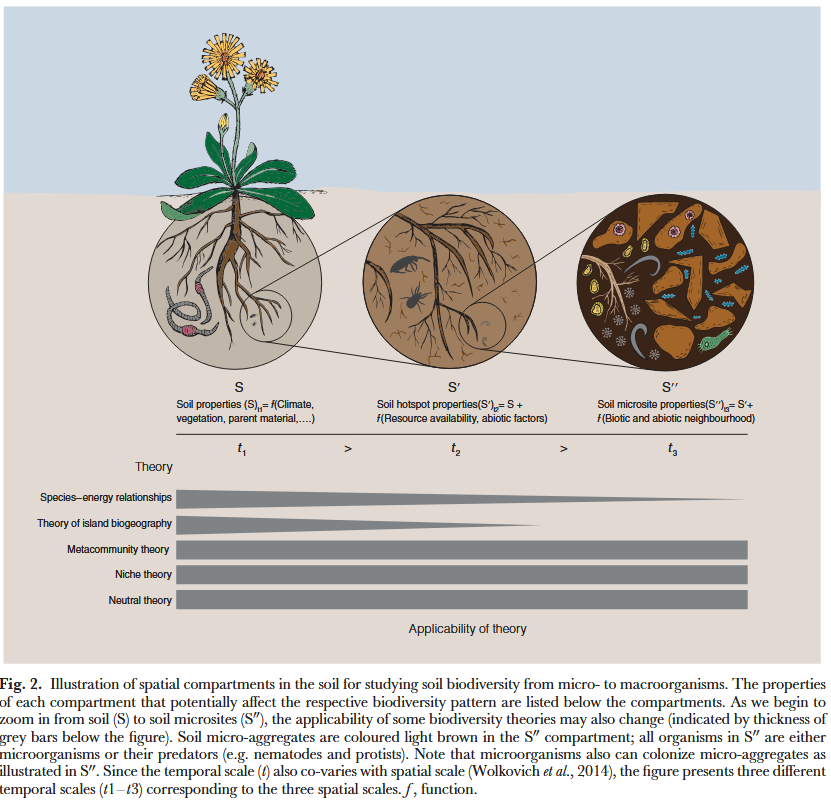 S
S′
S′′
Soil properties (S)t1= f(Climate,
vegetation, parent material,....)
Soil hotspot properties(S′)t2= S +
f(Resource availability, abiotic factors)
Soil microsite properties(S′′)t3= S′+
f(Biotic and abiotic neighbourhood)
t1 > t2 > t3
Theory
Species–energy relationships
Theory of island biogeography
Metacommunity theory
Niche theory
Neutral theory
Applicability of theory
Fig. 2. Illustration of spatial compartments in the soil for studying soil biodiversity from micro- to macroorganisms. The properties
of each compartment that potentially affect the respective biodiversity pattern are listed below the compartments. As we begin to
zoom in from soil (S) to soil microsites (S″), the applicability of some biodiversity theories may also change (indicated by thickness of
grey bars below the figure). Soil micro-aggregates are coloured light brown in the S″ compartment; all organisms in S″ are either
microorganisms or their predators (e.g. nematodes and protists). Note that microorganisms also can colonize micro-aggregates as
illustrated in S″. Since the temporal scale (t) also co-varies with spatial scale (Wolkovich et al., 2014), the figure presents three different
temporal scales (t1–t3) corresponding to the three spatial scales. f, function.